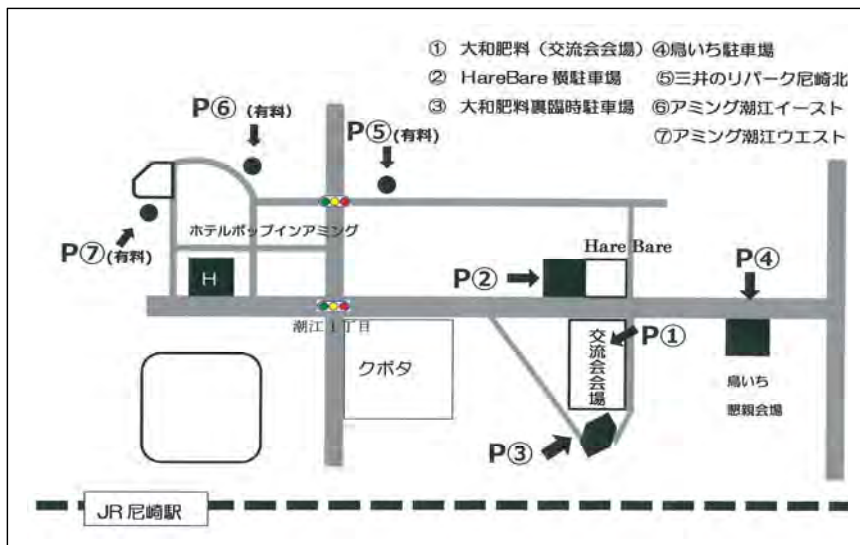 ① 大和肥料（交流会会場）④鳥いち駐車場
② HareBare 横駐車場 ⑤三井のリパーク尼崎北
③ 大和肥料裏臨時駐車場 ⑥アミング潮江イースト
⑦アミング潮江ウエスト
P⑥ (有料)
P⑤(有料)
ホテルポップインアミング
P⑦(有料)
H
Hare Bare
P②
P④
潮江１丁目
クボタ
交流会会場
P①
鳥いち
懇親会場
P③
JR 尼崎駅